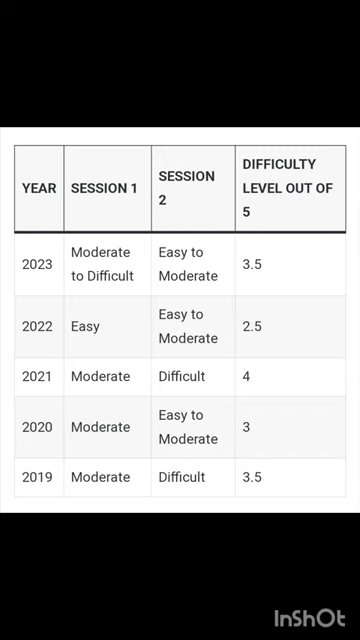 YEAR SESSION 1 SESSION 2 DIFFICULTY LEVEL OUT OF 5
2023 Moderate to Difficult Easy to Moderate 3.5
2022 Easy Easy to Moderate 2.5
2021 Moderate Difficult 4
2020 Moderate Easy to Moderate 3
2019 Moderate Difficult 3.5
InShOt